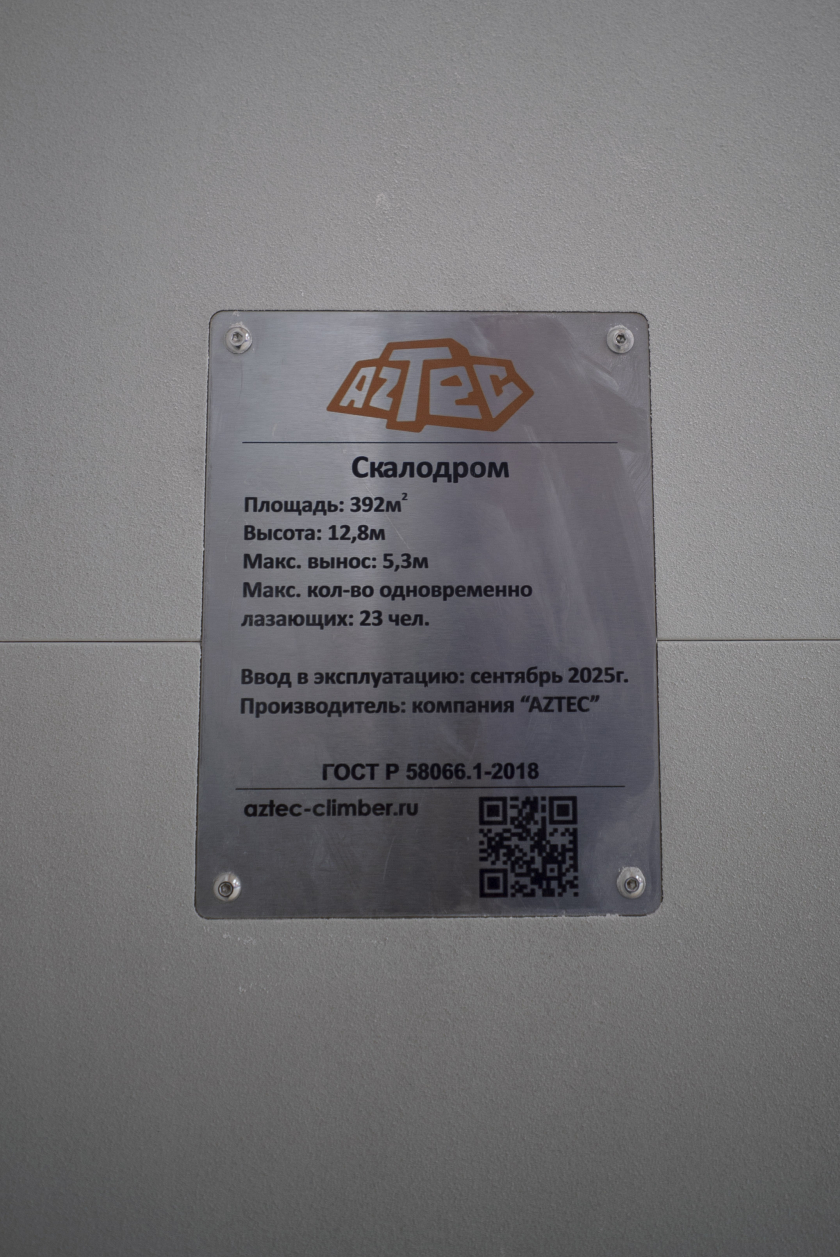 AZTEC
Скалодром
Площадь: 392м²
Высота: 12,8м
Макс. вынос: 5,3м
Макс. кол-во одновременно
лазающих: 23 чел.
Ввод в эксплуатацию: сентябрь 2025г.
Производитель: компания “AZTEC”
ГОСТ Р 58066.1-2018
aztec-climber.ru